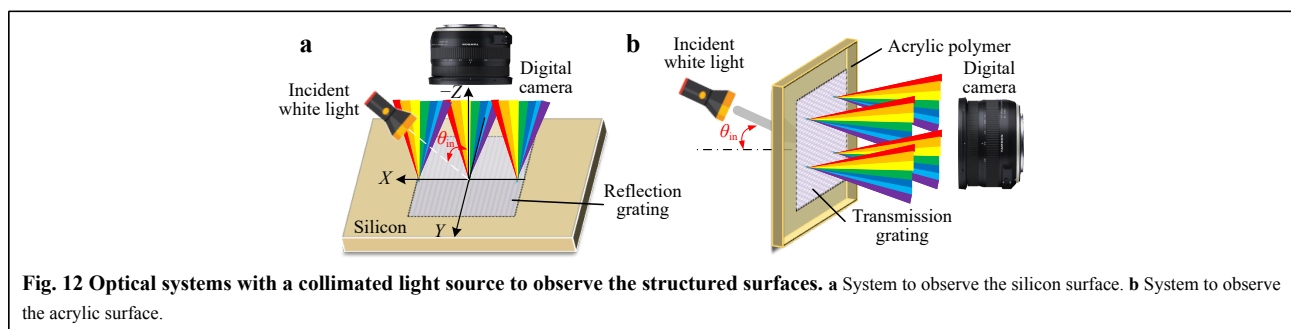 a
Incident
white light
θin
−Z
Digital
camera
X
Y
Silicon
Reflection
grating
b
Incident
white light
θin
Acrylic polymer
Digital
camera
Transmission
grating
Fig. 12 Optical systems with a collimated light source to observe the structured surfaces. a System to observe the silicon surface. b System to observe
the acrylic surface.